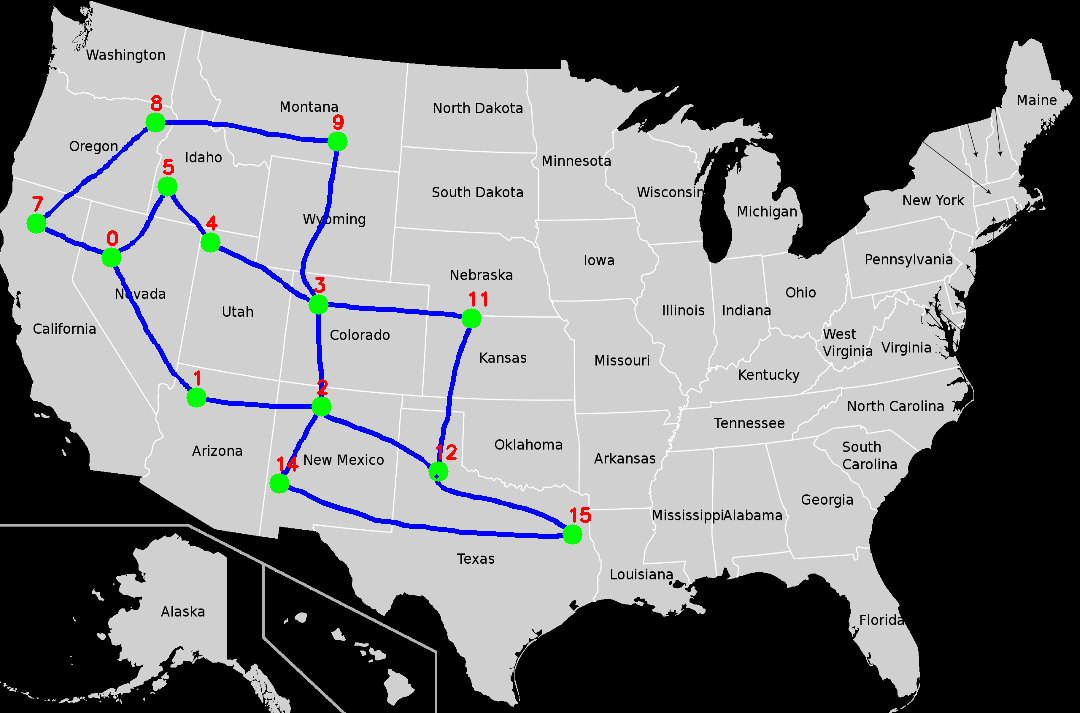 Washington
Montana
North Dakota
Maine
8
9
Oregon
Idaho
5
Minnesota
South Dakota
Wisconsin
Michigan
New York
7
4
0
Wyoming
Nevada
3
Nebraska
11
Iowa
Pennsylvania
Ohio
Utah
Illinois
Indiana
California
Colorado
Kansas
Missouri
West
Virginia
Virginia
Kentucky
1
2
North Carolina
Tennessee
Arizona
14
New Mexico
12
Oklahoma
Arkansas
South
Carolina
Georgia
15
Mississippi
Alabama
Texas
Louisiana
Alaska
Florida